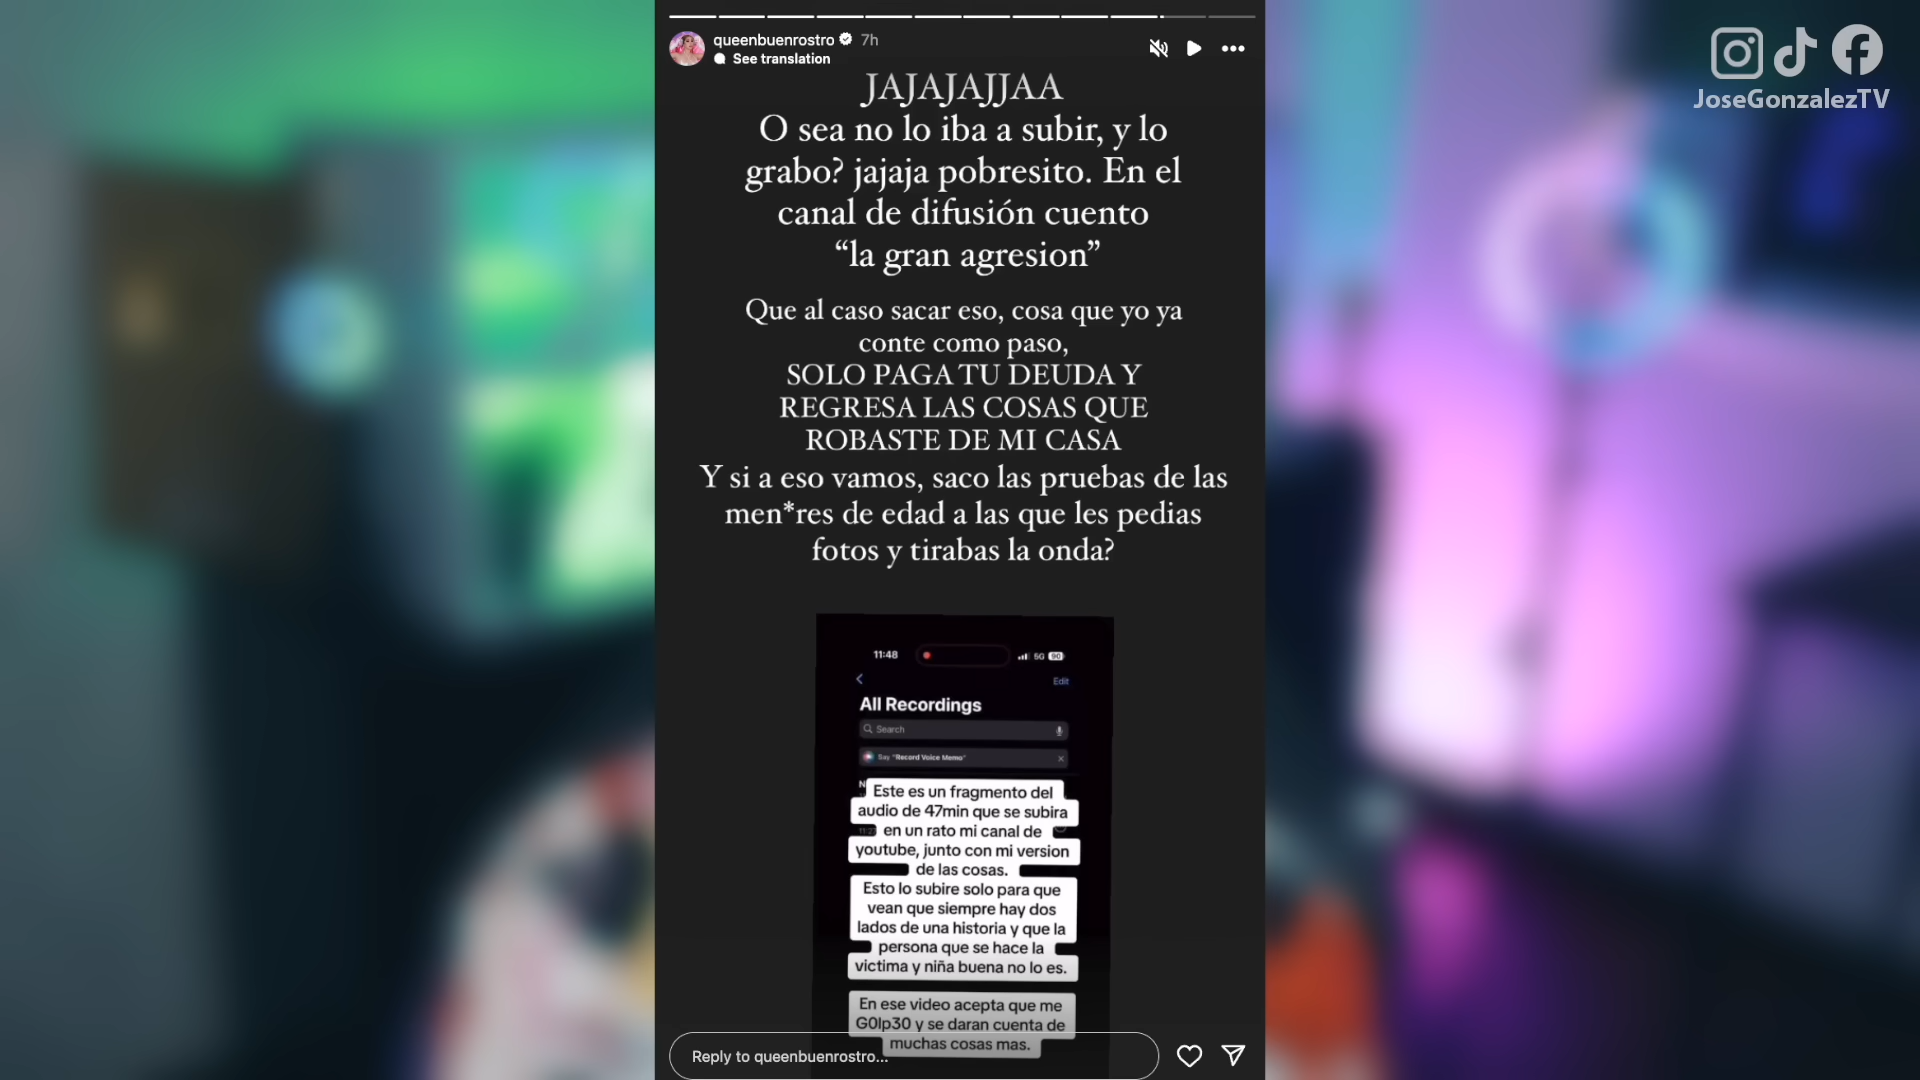 queenbuenrostro 7h
See translation
JoseGonzalezTV
JAJAJAJJAA
O sea no lo iba a subir, y lo
grabo? jajaja pobresito. En el
canal de difusión cuento
“la gran agresion”
Que al caso sacar eso, cosa que yo ya
conte como paso,
SOLO PAGA TU DEUDA Y
REGRESA LAS COSAS QUE
ROBASTE DE MI CASA
Y si a eso vamos, saco las pruebas de las
men*res de edad a las que les pedias
fotos y tirabas la onda?
11:48
5G 90
Edit
All Recordings
Search
Say "Record Voice Memo"
N
Este es un fragmento del
audio de 47min que se subira
en un rato mi canal de
youtube, junto con mi version
de las cosas.
Esto lo subire solo para que
vean que siempre hay dos
lados de una historia y que la
persona que se hace la
victima y niña buena no lo es.
En ese video acepta que me
G0lp30 y se daran cuenta de
muchas cosas mas.
Reply to queenbuenrostro...